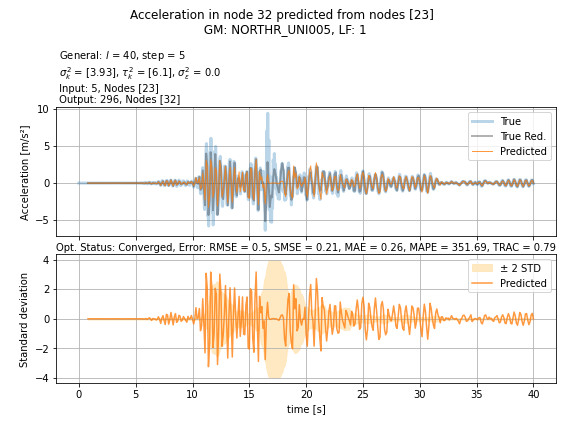 Acceleration in node 32 predicted from nodes [23]
GM: NORTHR_UNI005, LF: 1
General: l = 40, step = 5
σ²ₖ = [3.93], τ²ₖ = [6.1], σ²ε = 0.0
Input: 5, Nodes [23]
Output: 296, Nodes [32]
10
5
0
−5
Acceleration [m/s²]
True
True Red.
Predicted
Opt. Status: Converged, Error: RMSE = 0.5, SMSE = 0.21, MAE = 0.26, MAPE = 351.69, TRAC = 0.79
4
2
0
−2
−4
Standard deviation
± 2 STD
Predicted
0 5 10 15 20 25 30 35 40
time [s]